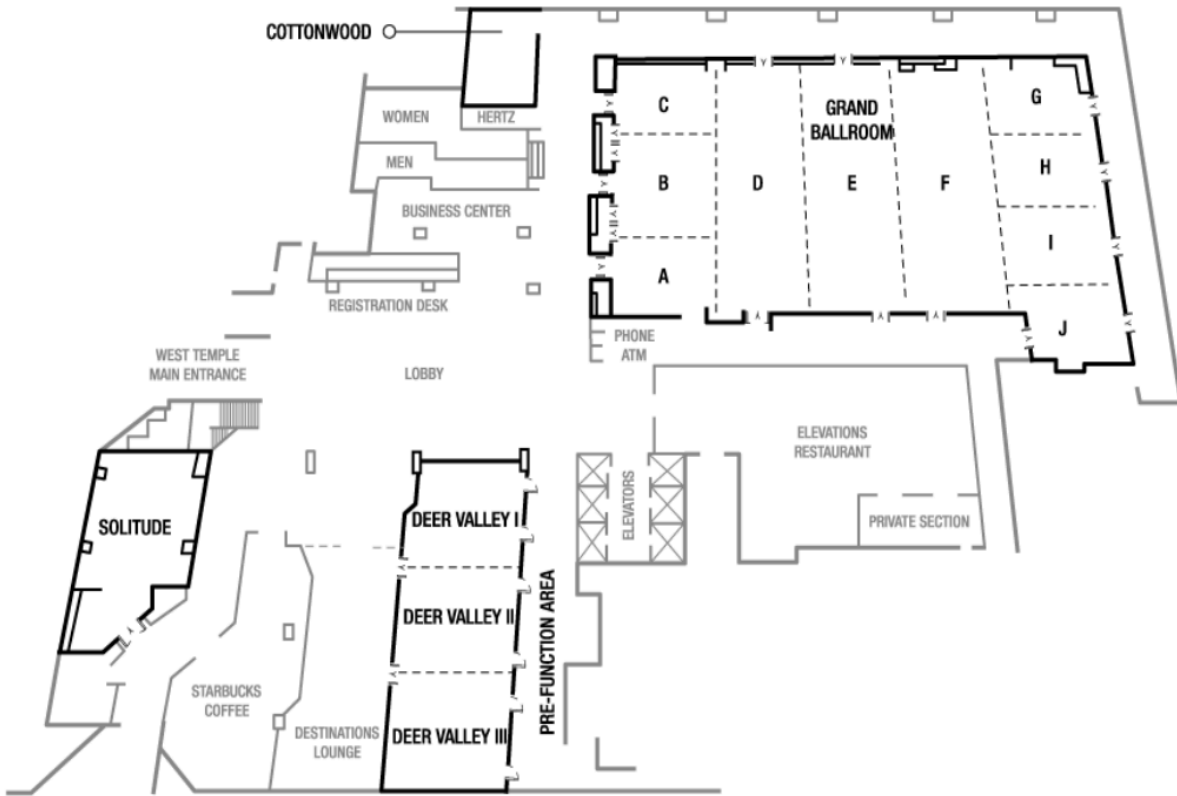 COTTONWOOD
WOMEN
HERTZ
MEN
BUSINESS CENTER
REGISTRATION DESK
WEST TEMPLE
MAIN ENTRANCE
LOBBY
PHONE
ATM
C
B
A
D
GRAND
BALLROOM
E
F
G
H
I
J
ELEVATIONS
RESTAURANT
PRIVATE SECTION
ELEVATORS
SOLITUDE
DEER VALLEY I
DEER VALLEY II
DEER VALLEY III
PRE-FUNCTION AREA
STARBUCKS
COFFEE
DESTINATIONS
LOUNGE